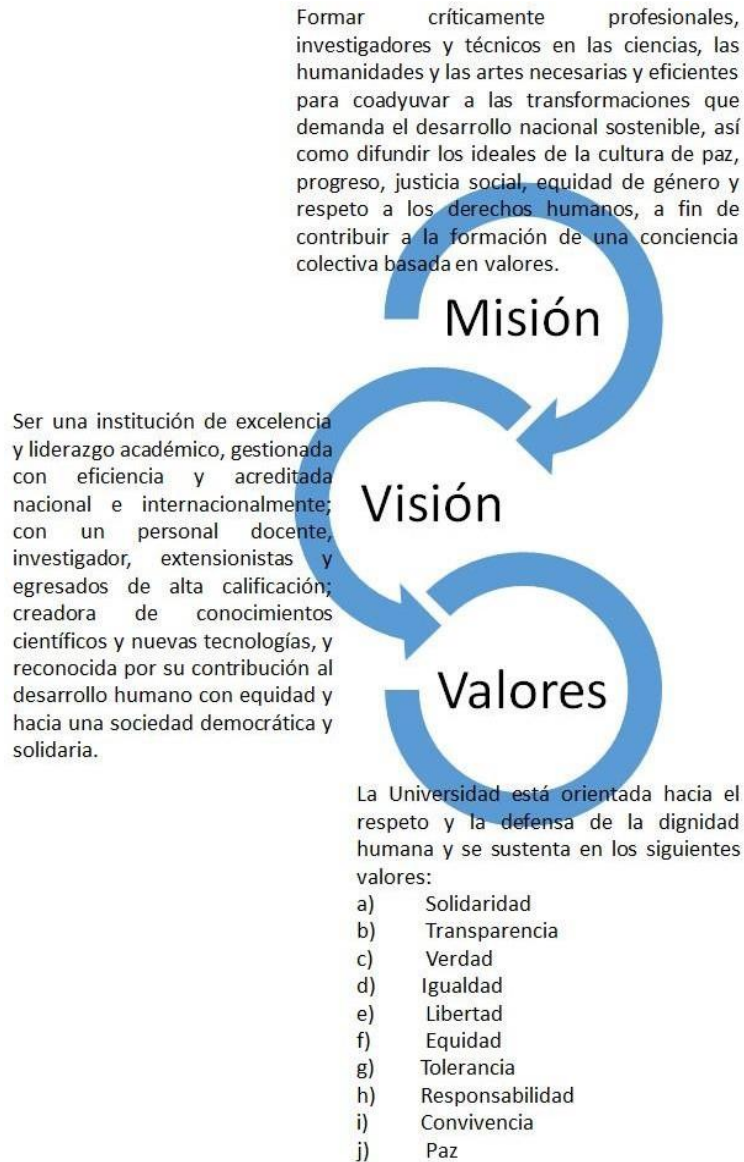 Formar críticamente profesionales,
investigadores y técnicos en las ciencias, las
humanidades y las artes necesarias y eficientes
para coadyuvar a las transformaciones que
demanda el desarrollo nacional sostenible, así
como difundir los ideales de la cultura de paz,
progreso, justicia social, equidad de género y
respeto a los derechos humanos, a fin de
contribuir a la formación de una conciencia
colectiva basada en valores.
Misión
Ser una institución de excelencia
y liderazgo académico, gestionada
con eficiencia y acreditada
nacional e internacionalmente;
con un personal docente,
investigador, extensionistas y
egresados de alta calificación;
creadora de conocimientos
científicos y nuevas tecnologías, y
reconocida por su contribución al
desarrollo humano con equidad y
hacia una sociedad democrática y
solidaria.
Visión
Valores
La Universidad está orientada hacia el
respeto y la defensa de la dignidad
humana y se sustenta en los siguientes
valores:
a) Solidaridad
b) Transparencia
c) Verdad
d) Igualdad
e) Libertad
f) Equidad
g) Tolerancia
h) Responsabilidad
i) Convivencia
j) Paz